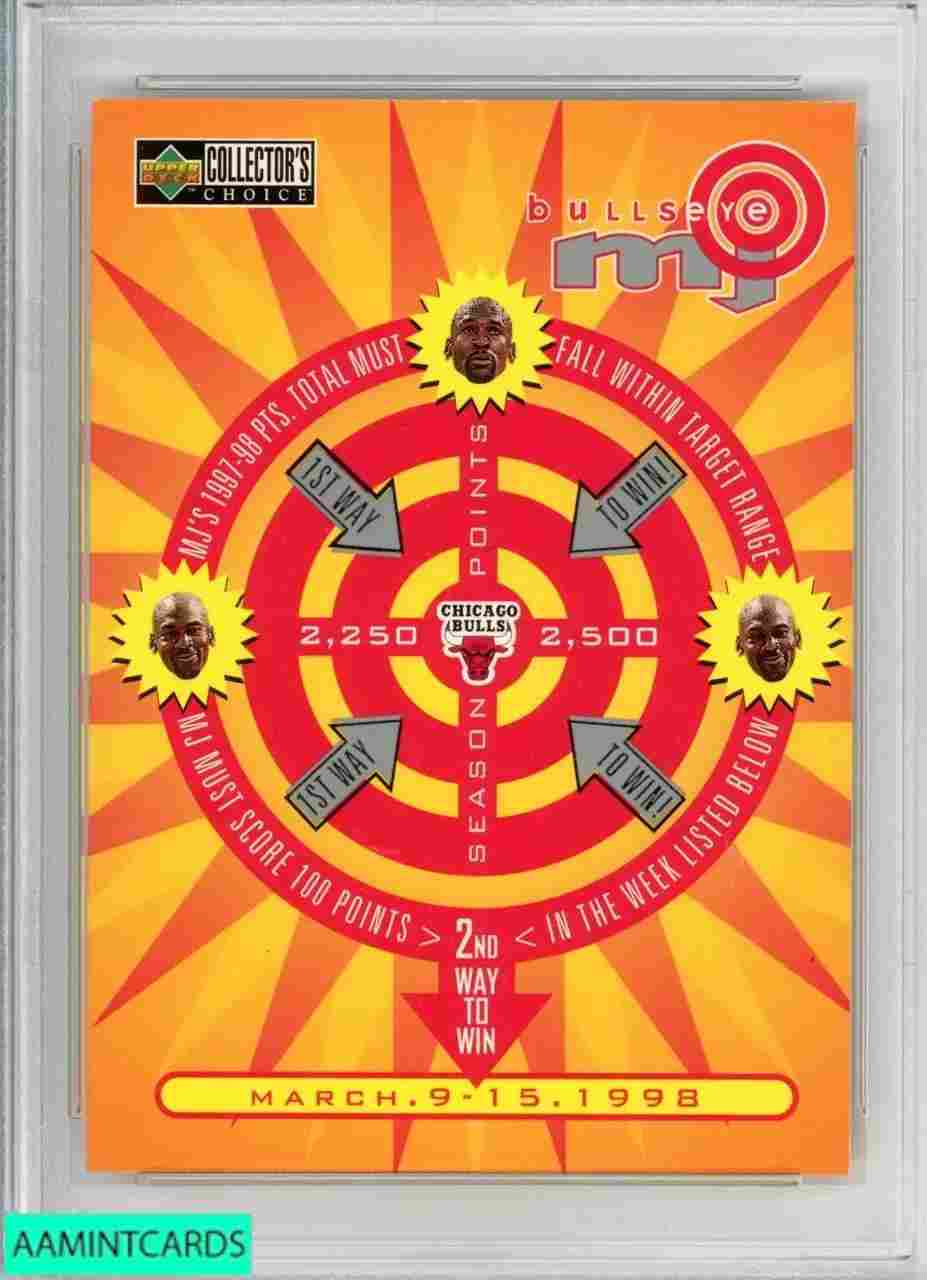 UPPER DECK
COLLECTOR'S
CHOICE™
bullseye
mj
MJ'S 1997-98 PTS. TOTAL MUST
FALL WITHIN TARGET RANGE
1ST WAY
TO WIN!
POINTS
2,250
CHICAGO
BULLS
2,500
SEASON
1ST WAY
TO WIN!
MJ MUST SCORE 100 POINTS >
< IN THE WEEK LISTED BELOW
2ND
WAY
TO
WIN
MARCH.9-15.1998
AAMINTCARDS